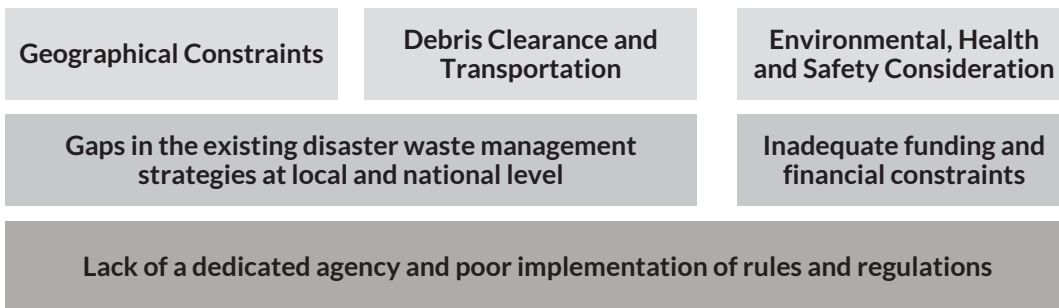 Geographical Constraints
Debris Clearance and
Transportation
Environmental, Health
and Safety Consideration
Gaps in the existing disaster waste management
strategies at local and national level
Inadequate funding and
financial constraints
Lack of a dedicated agency and poor implementation of rules and regulations